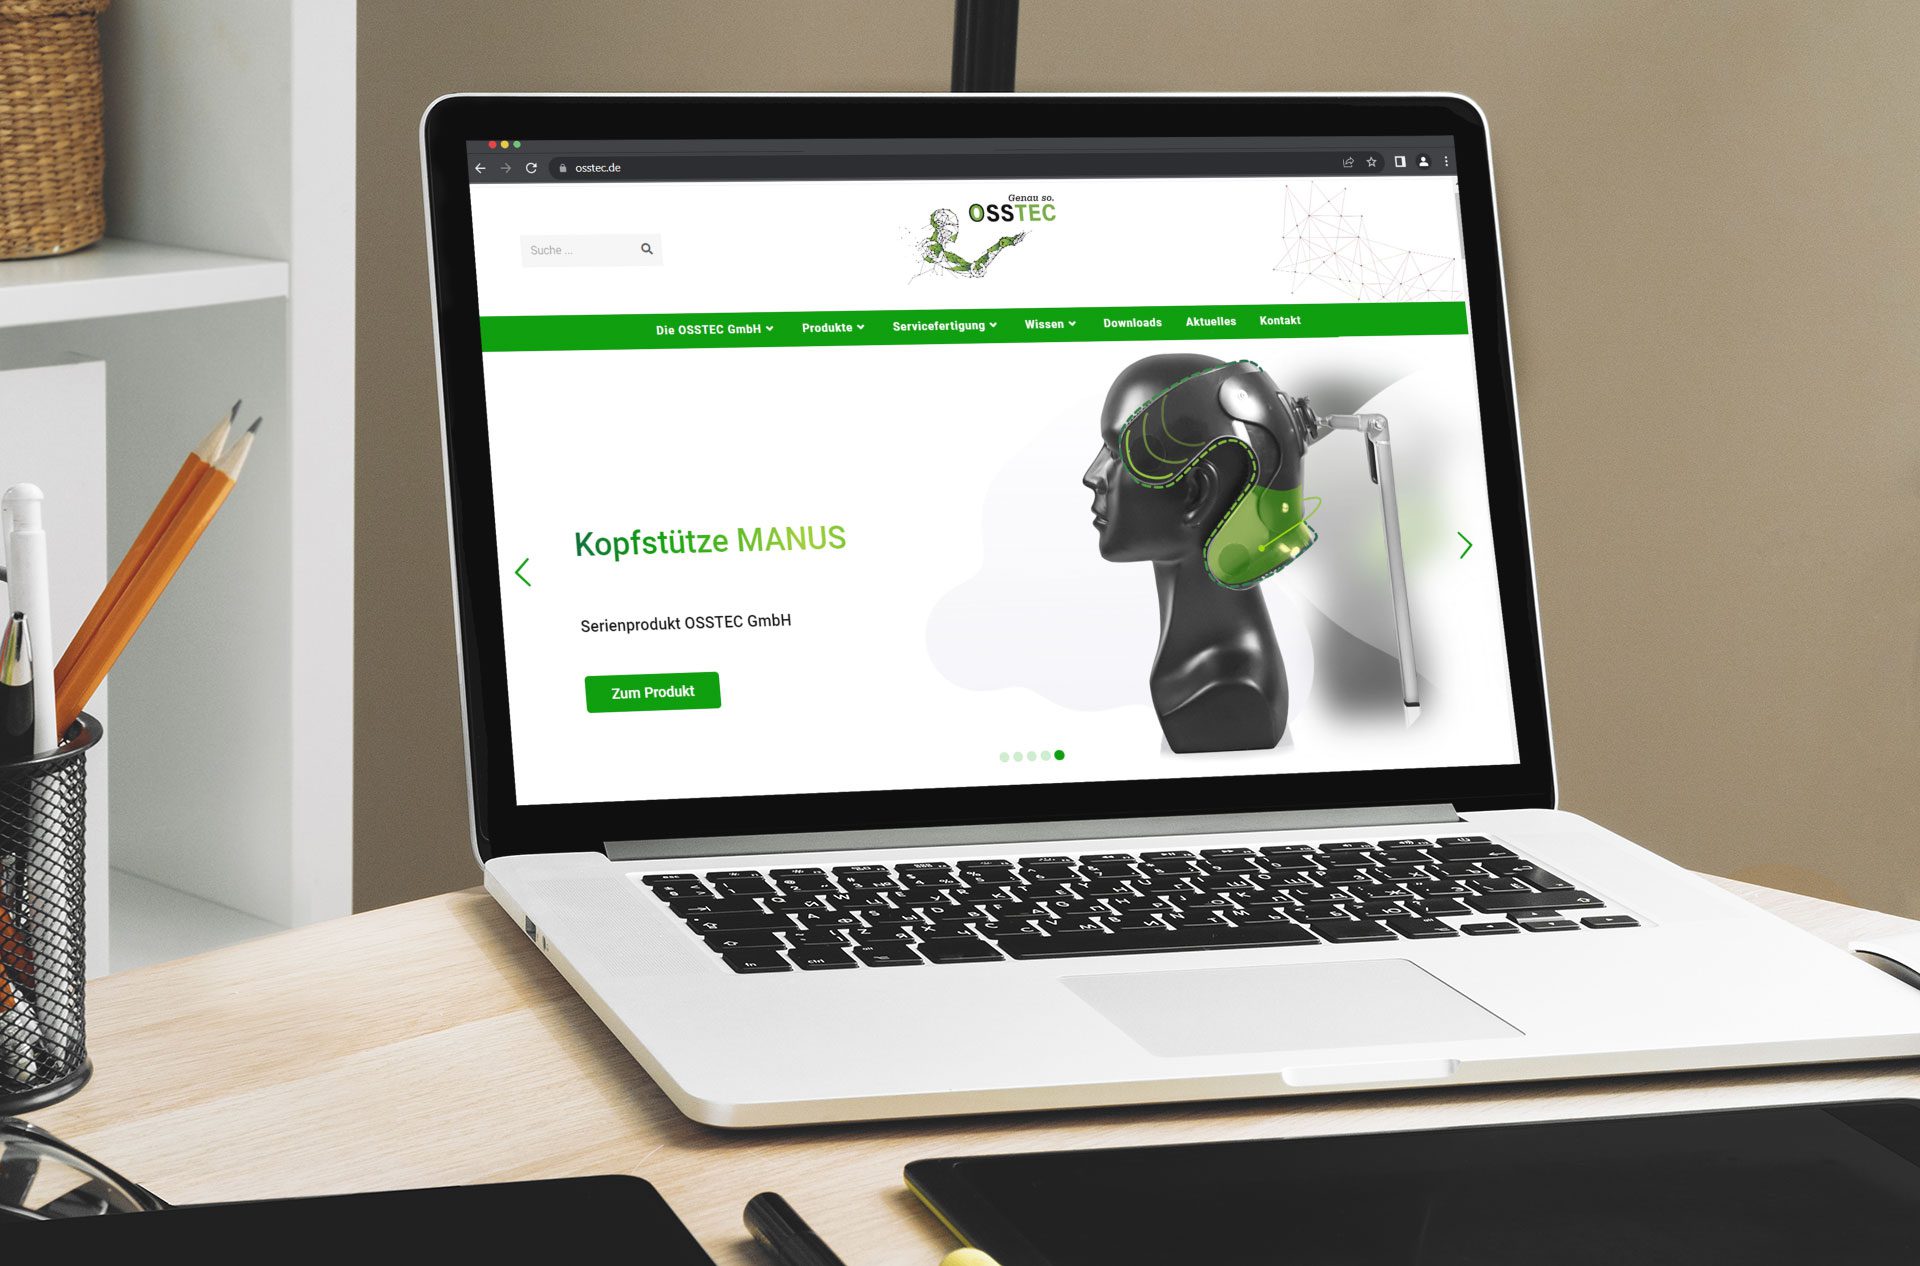 osstec.de
Genau so.
OSSTEC
Suche ...
Die OSSTEC GmbH Produkte Servicefertigung Wissen Downloads Aktuelles Kontakt
Kopfstütze MANUS
Serienprodukt OSSTEC GmbH
Zum Produkt